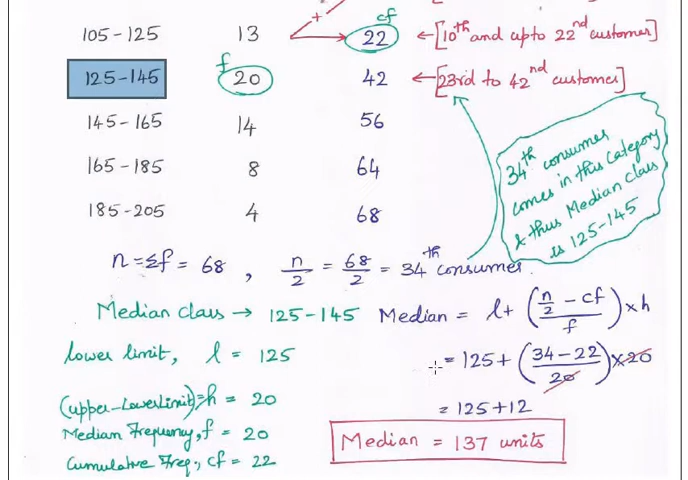 +
cf
105-125 13 22 ←[10th and upto 22nd customer]
f
125-145 20 42 ←[23rd to 42nd customer]
145-165 14 56
165-185 8 64
185-205 4 68
34th consumes
comes in this category
& thus Median class
is 125-145
n = Σf = 68 , n/2 = 68/2 = 34th consumer
Median class → 125-145
lower limit, l = 125
(upper-Lower limit)=h = 20
Median Frequency, f = 20
Cumulative Freq., cf = 22
Median = l+ (n/2 - cf / f) × h
= 125 + (34-22 / 20) × 20
= 125+12
Median = 137 units